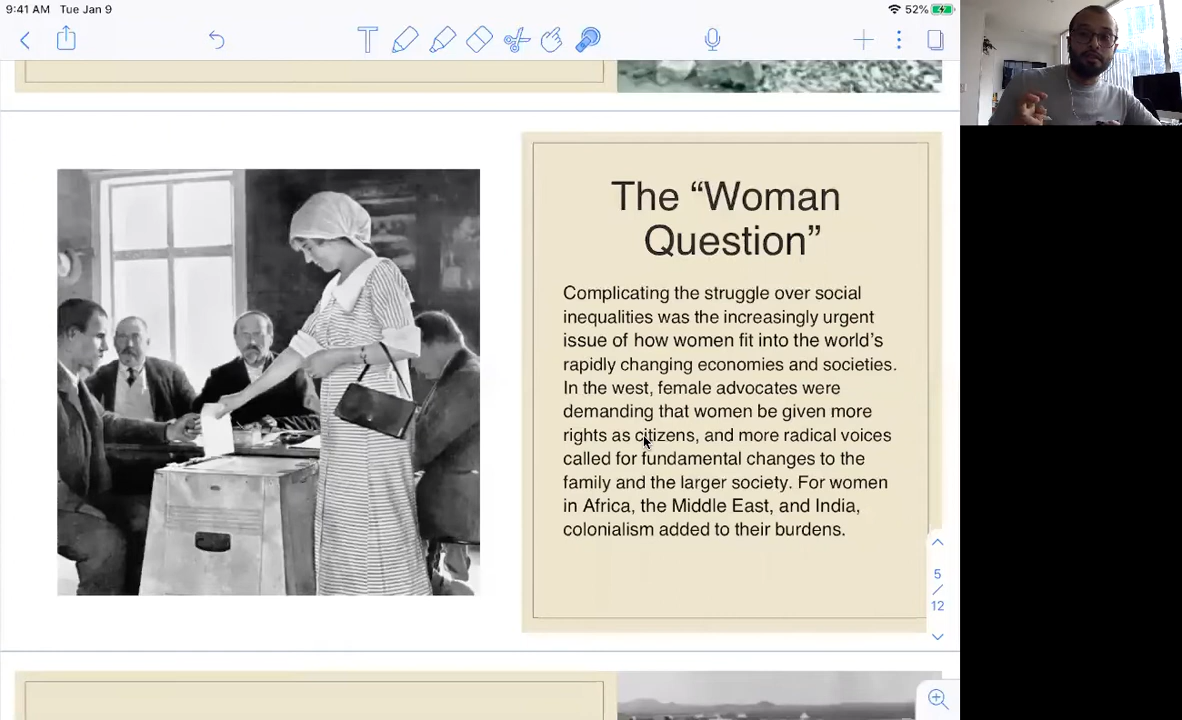 9:41 AM Tue Jan 9
52%
The “Woman
Question”
Complicating the struggle over social
inequalities was the increasingly urgent
issue of how women fit into the world’s
rapidly changing economies and societies.
In the west, female advocates were
demanding that women be given more
rights as citizens, and more radical voices
called for fundamental changes to the
family and the larger society. For women
in Africa, the Middle East, and India,
colonialism added to their burdens.
5
/
12